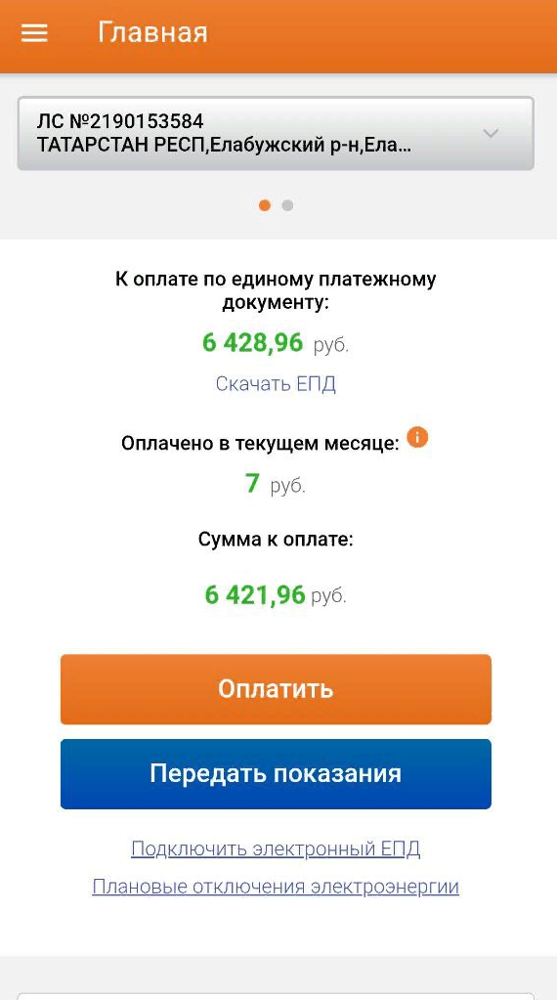 Главная
ЛС №2190153584
ТАТАРСТАН РЕСП,Елабужский р-н,Ела...
К оплате по единому платежному
документу:
6 428,96 руб.
Скачать ЕПД
Оплачено в текущем месяце: i
7 руб.
Сумма к оплате:
6 421,96 руб.
Оплатить
Передать показания
Подключить электронный ЕПД
Плановые отключения электроэнергии